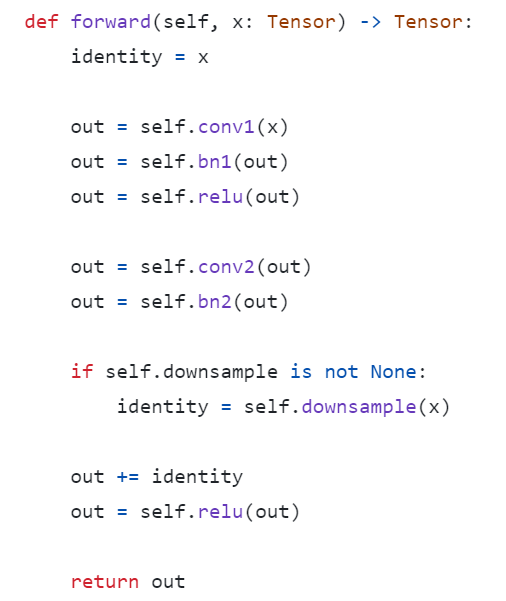 def forward(self, x: Tensor) -> Tensor:
    identity = x

    out = self.conv1(x)
    out = self.bn1(out)
    out = self.relu(out)

    out = self.conv2(out)
    out = self.bn2(out)

    if self.downsample is not None:
        identity = self.downsample(x)

    out += identity
    out = self.relu(out)

    return out